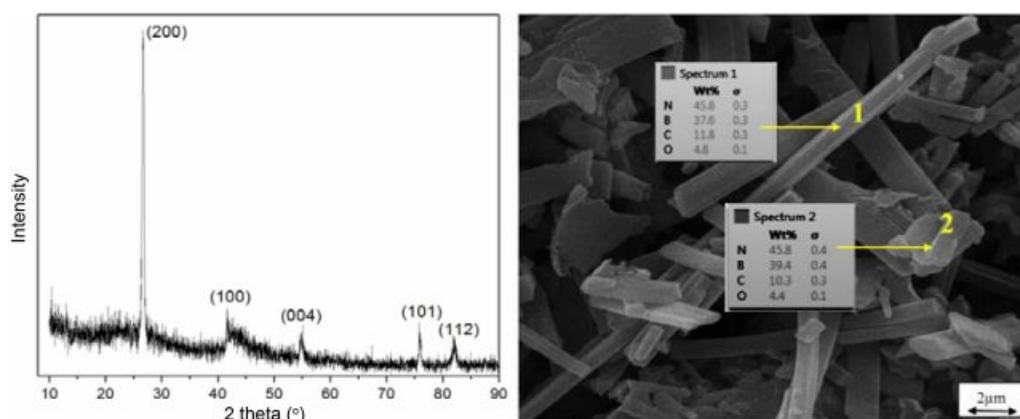 (200)
(100)
(004)
(101)
(112)
Intensity
10 20 30 40 50 60 70 80 90
2 theta (°)
Spectrum 1
Wt% σ
N 45.8 0.3
B 37.6 0.3
C 11.8 0.3
O 4.8 0.1
1
Spectrum 2
Wt% σ
N 45.8 0.4
B 39.4 0.4
C 10.3 0.3
O 4.4 0.1
2
2μm